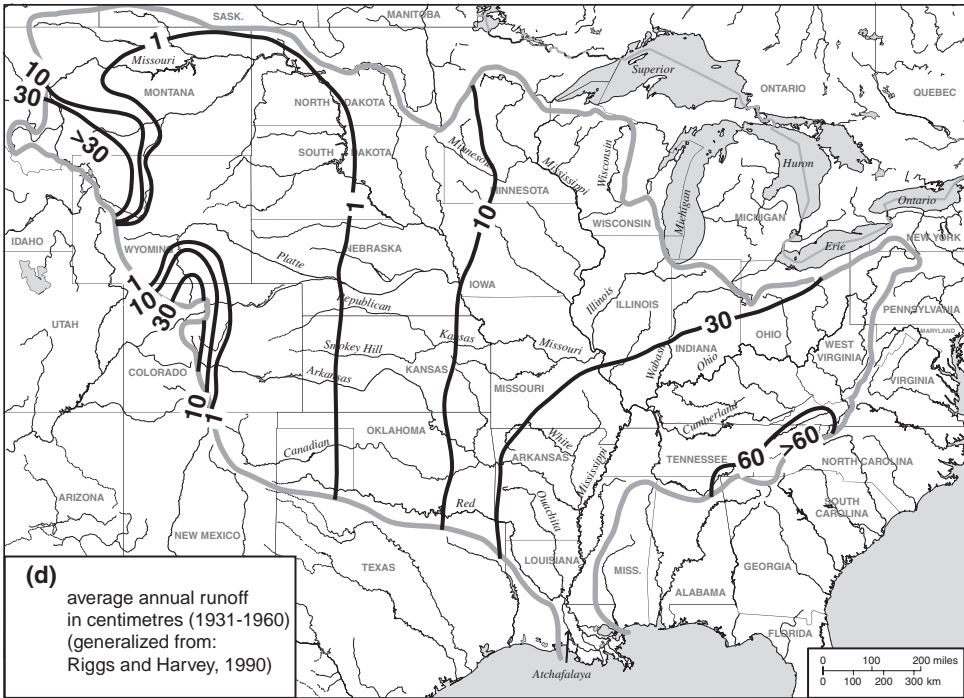 SASK.
MANITOBA
1
Missouri
Superior
ONTARIO
QUEBEC
10
30
MONTANA
NORTH DAKOTA
>30
Minnesota
Mississippi
Wisconsin
Huron
SOUTH DAKOTA
1
MINNESOTA
Michigan
Ontario
10
WISCONSIN
MICHIGAN
IDAHO
WYOMING
NEBRASKA
Erie
NEW YORK
Platte
1
10
30
IOWA
Republican
Illinois
ILLINOIS
30
PENNSYLVANIA
UTAH
Kansas
Missouri
OHIO
MARYLAND
Smokey Hill
INDIANA
Wabash
Ohio
WEST
VIRGINIA
COLORADO
Arkansas
KANSAS
MISSOURI
VIRGINIA
10
1
Cumberland
OKLAHOMA
White
Canadian
ARKANSAS
Mississippi
TENNESSEE
60
>60
NORTH CAROLINA
ARIZONA
Red
Ouachita
SOUTH
CAROLINA
NEW MEXICO
TEXAS
LOUISIANA
MISS.
ALABAMA
GEORGIA
FLORIDA
Atchafalaya
(d)
average annual runoff
in centimetres (1931-1960)
(generalized from:
Riggs and Harvey, 1990)
0 100 200 miles
0 100 200 300 km